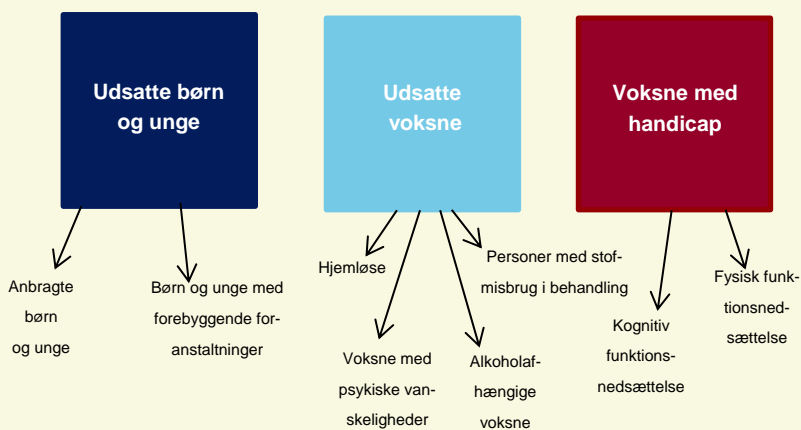 Udsatte børn
og unge
Udsatte
voksne
Voksne med
handicap
Anbragte
børn
og unge
Børn og unge med
forebyggende for-
anstaltninger
Hjemløse
Voksne med
psykiske van-
skeligheder
Alkoholaf-
hængige
voksne
Personer med stof-
misbrug i behandling
Kognitiv
funktions-
nedsættelse
Fysisk funk-
tionsned-
sættelse